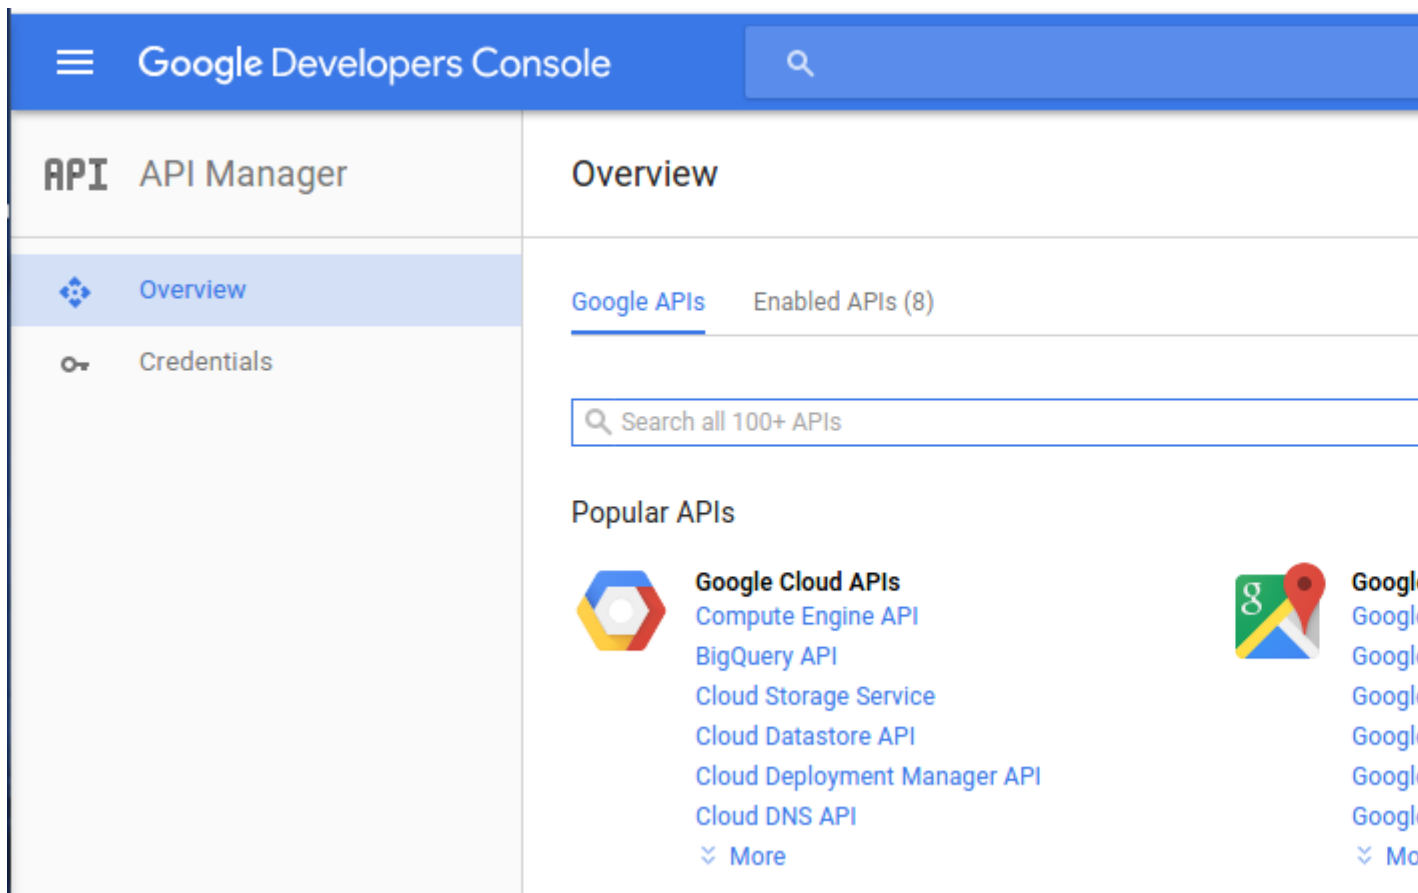 Google Developers Console
API API Manager
Overview
Overview
Credentials
Google APIs Enabled APIs (8)
Search all 100+ APIs
Popular APIs
Google Cloud APIs
Compute Engine API
BigQuery API
Cloud Storage Service
Cloud Datastore API
Cloud Deployment Manager API
Cloud DNS API
More
g